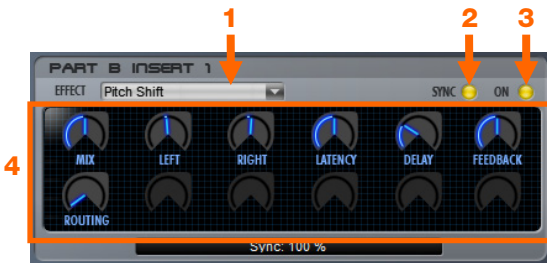 1 2 3
PART B INSERT 1
EFFECT Pitch Shift SYNC ON
4
MIX LEFT RIGHT LATENCY DELAY FEEDBACK
ROUTING
Sync: 100 %